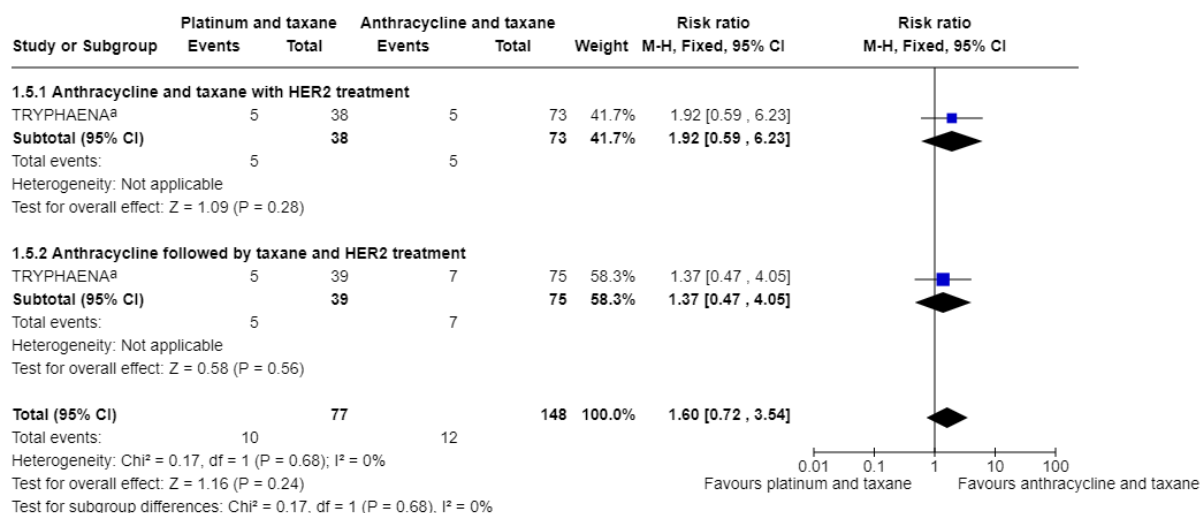 Platinum and taxane Anthracycline and taxane Risk ratio Risk ratio
Study or Subgroup Events Total Events Total Weight M-H, Fixed, 95% CI M-H, Fixed, 95% CI
1.5.1 Anthracycline and taxane with HER2 treatment
TRYPHAENAa 5 38 5 73 41.7% 1.92 [0.59 , 6.23]
Subtotal (95% CI) 38 73 41.7% 1.92 [0.59 , 6.23]
Total events: 5 5
Heterogeneity: Not applicable
Test for overall effect: Z = 1.09 (P = 0.28)
1.5.2 Anthracycline followed by taxane and HER2 treatment
TRYPHAENAa 5 39 7 75 58.3% 1.37 [0.47 , 4.05]
Subtotal (95% CI) 39 75 58.3% 1.37 [0.47 , 4.05]
Total events: 5 7
Heterogeneity: Not applicable
Test for overall effect: Z = 0.58 (P = 0.56)
Total (95% CI) 77 148 100.0% 1.60 [0.72 , 3.54]
Total events: 10 12
Heterogeneity: Chi² = 0.17, df = 1 (P = 0.68); I² = 0%
Test for overall effect: Z = 1.16 (P = 0.24)
Test for subgroup differences: Chi² = 0.17, df = 1 (P = 0.68), I² = 0%
0.01 0.1 1 10 100
Favours platinum and taxane Favours anthracycline and taxane